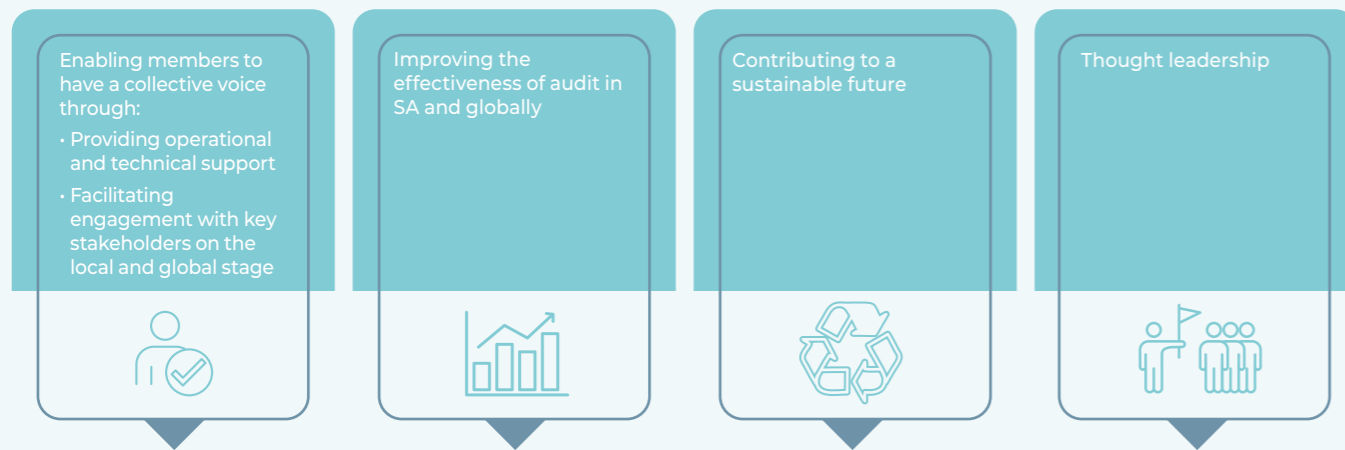 Enabling members to
have a collective voice
through:
• Providing operational
and technical support
• Facilitating
engagement with key
stakeholders on the
local and global stage
Improving the
effectiveness of audit in
SA and globally
Contributing to a
sustainable future
Thought leadership